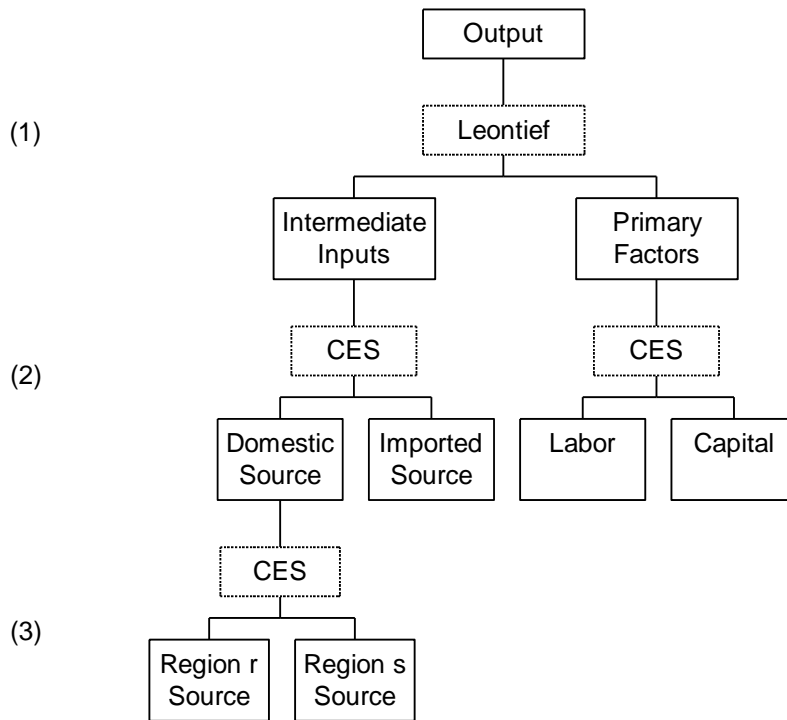 Output
(1)
Leontief
Intermediate
Inputs
Primary
Factors
(2)
CES
CES
Domestic
Source
Imported
Source
Labor
Capital
CES
(3)
Region r
Source
Region s
Source